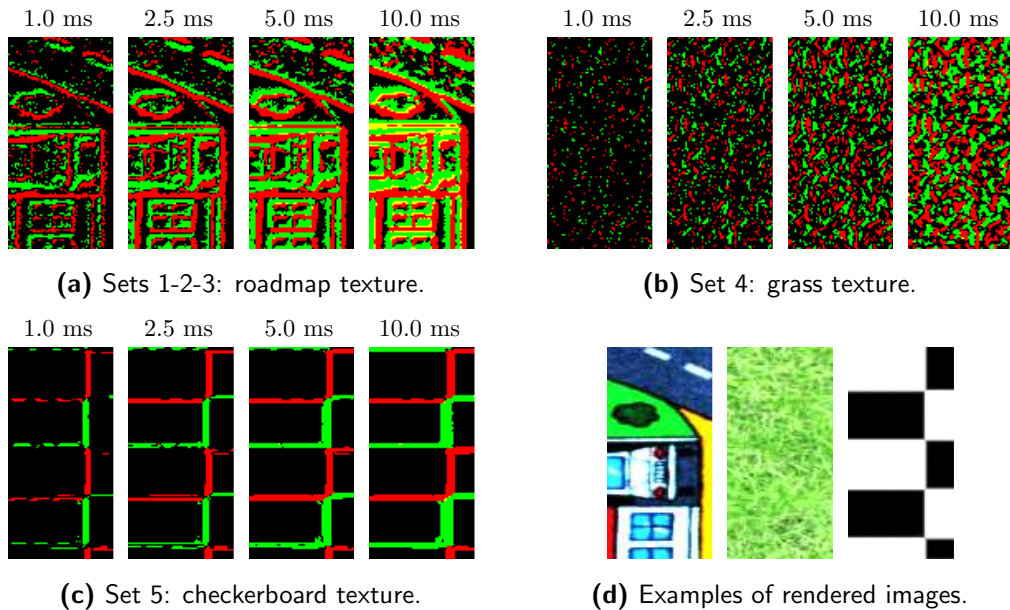 1.0 ms 2.5 ms 5.0 ms 10.0 ms
1.0 ms 2.5 ms 5.0 ms 10.0 ms
(a) Sets 1-2-3: roadmap texture.
(b) Set 4: grass texture.
1.0 ms 2.5 ms 5.0 ms 10.0 ms
(c) Set 5: checkerboard texture.
(d) Examples of rendered images.